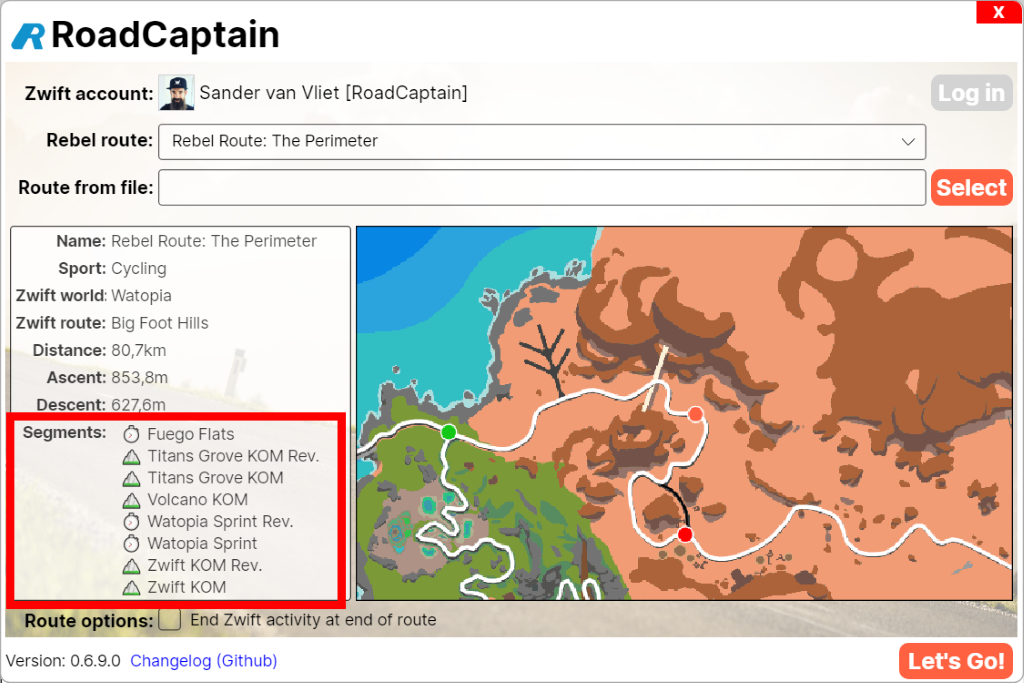 X
RoadCaptain
Zwift account: Sander van Vliet [RoadCaptain] Log in
Rebel route: Rebel Route: The Perimeter
Route from file: Select
Name: Rebel Route: The Perimeter
Sport: Cycling
Zwift world: Watopia
Zwift route: Big Foot Hills
Distance: 80,7km
Ascent: 853,8m
Descent: 627,6m
Segments: Fuego Flats
Titans Grove KOM Rev.
Titans Grove KOM
Volcano KOM
Watopia Sprint Rev.
Watopia Sprint
Zwift KOM Rev.
Zwift KOM
Route options: End Zwift activity at end of route
Version: 0.6.9.0 Changelog (Github) Let's Go!